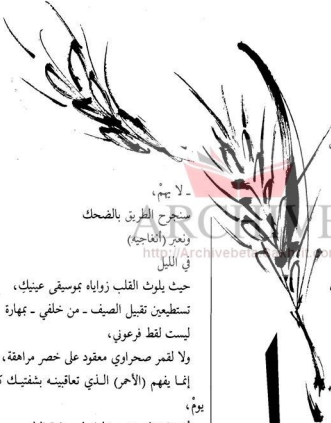 ـ لا يهمْ،
سنجرح الطريق بالضحك
ونعبر (أنغاجيه)
في الليل
حيث يلوث القلب زواياه بموسيقى عينيكِ،
تستطيعين تقبيل الصيف ـ من خلفي ـ بمهارة
ليست لقط فرعوني،
ولا لقمر صحراوي معقود على خصر مراهقة،
إنما يفهم (الأحمر) الذي تعاقبينه بشفتيك
يومْ،
ARCHIVE
http://Archivebeta